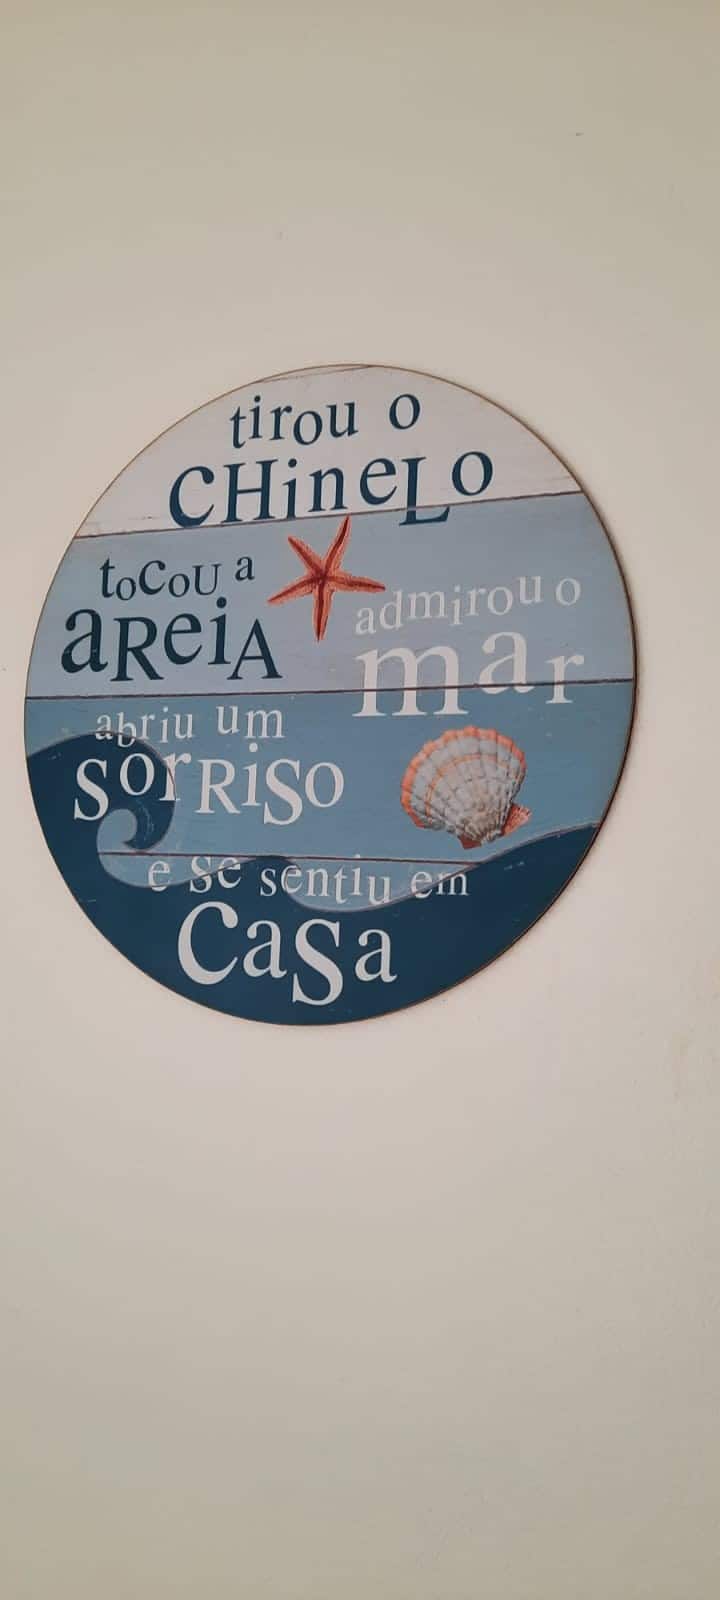 tirou o
CHineLo
toCoU a
aReiA
admirou o
mar
abriu um
SorRiSo
e se sentiu em
CaSa